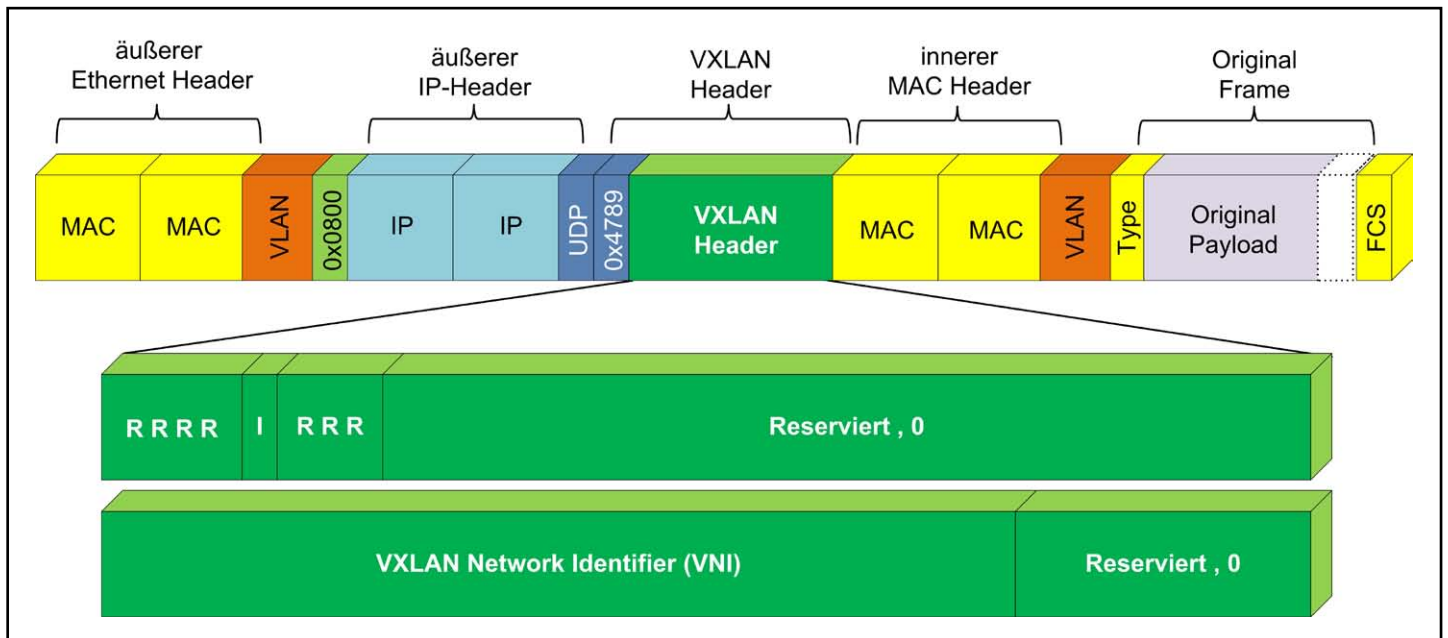 äußerer
Ethernet Header
äußerer
IP-Header
VXLAN
Header
innerer
MAC Header
Original
Frame
MAC
MAC
VLAN
0x0800
IP
IP
UDP
0x4789
VXLAN
Header
MAC
MAC
VLAN
Type
Original
Payload
FCS
R R R R
I
R R R
Reserviert , 0
VXLAN Network Identifier (VNI)
Reserviert , 0